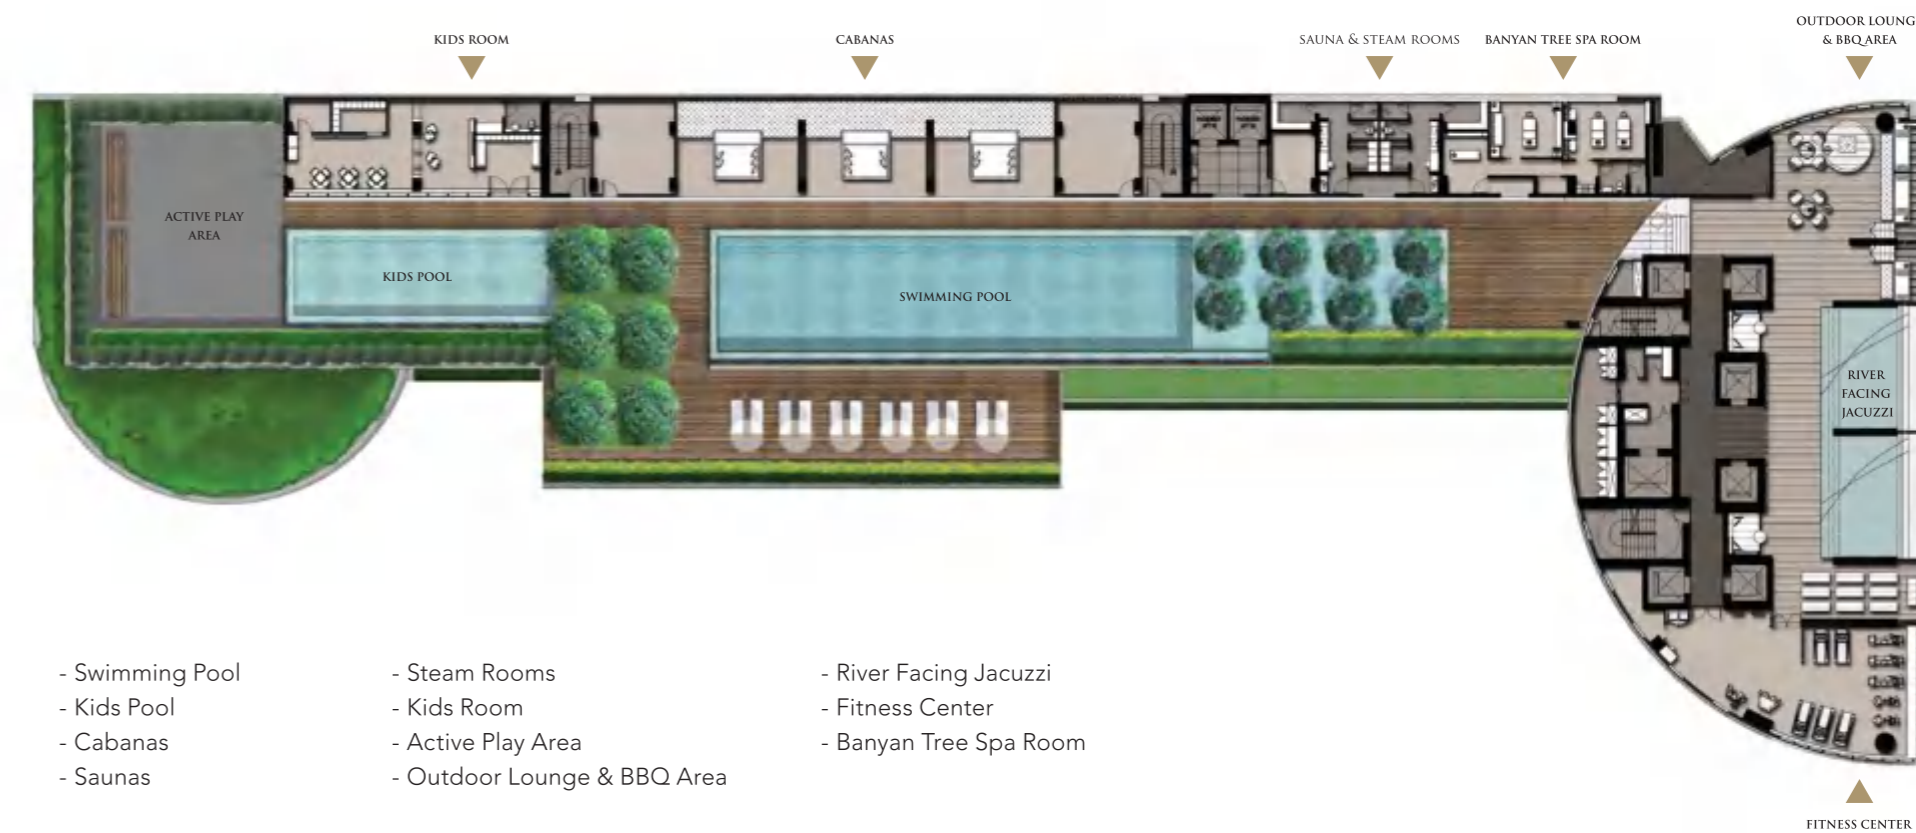 OUTDOOR LOUNG
KIDS ROOM
CABANAS
SAUNA & STEAM ROOMS
BANYAN TREE SPA ROOM
& BBQ AREA
ACTIVE PLAY
AREA
KIDS POOL
SWIMMING POOL
RIVER
FACING
JACUZZI
- Swimming Pool
- Kids Pool
- Cabanas
- Saunas
- Steam Rooms
- Kids Room
- Active Play Area
- Outdoor Lounge & BBQ Area
- River Facing Jacuzzi
- Fitness Center
- Banyan Tree Spa Room
FITNESS CENTER